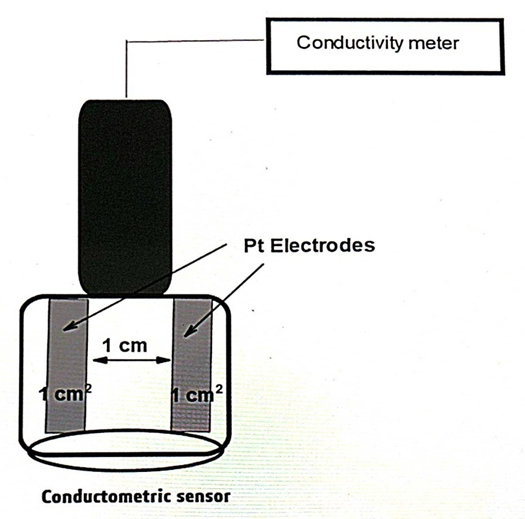 Conductivity meter
Pt Electrodes
1 cm
1 cm² 1 cm²
Conductometric sensor